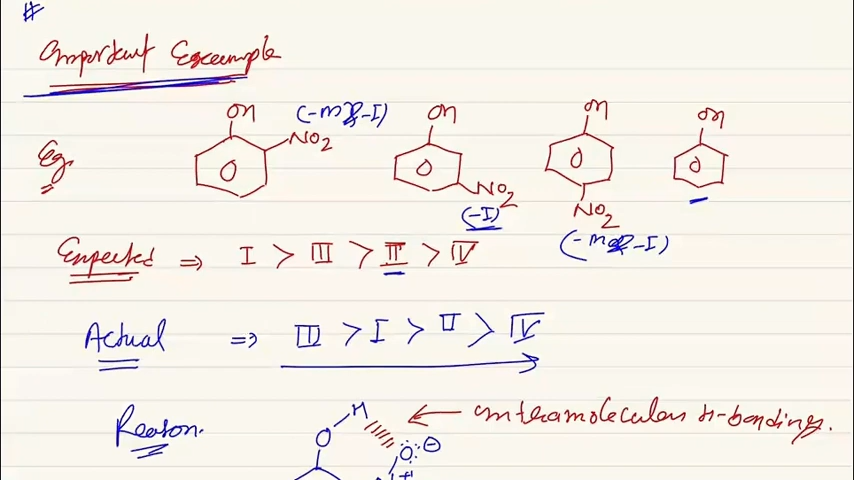 #
Important Example
OH (-m & -I) OH OH OH
Eg. NO2
NO2
(-I) NO2
(-m & -I)
Expected ⇒ I > III > II > IV
Actual ⇒ III > I > II > IV
Reason. H intramolecular H-bondings.
O O ⊖
N+